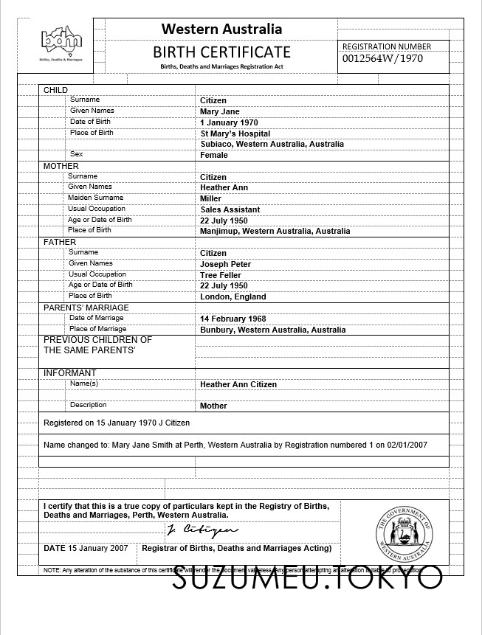 Western Australia
bdm
Births, Deaths & Marriages
BIRTH CERTIFICATE
Births, Deaths and Marriages Registration Act
REGISTRATION NUMBER
0012564W/1970
CHILD
Surname Citizen
Given Names Mary Jane
Date of Birth 1 January 1970
Place of Birth St Mary's Hospital
Subiaco, Western Australia, Australia
Sex Female
MOTHER
Surname Citizen
Given Names Heather Ann
Maiden Surname Miller
Usual Occupation Sales Assistant
Age or Date of Birth 22 July 1950
Place of Birth Manjimup, Western Australia, Australia
FATHER
Surname Citizen
Given Names Joseph Peter
Usual Occupation Tree Feller
Age or Date of Birth 22 July 1950
Place of Birth London, England
PARENTS' MARRIAGE
Date of Marriage 14 February 1968
Place of Marriage Bunbury, Western Australia, Australia
PREVIOUS CHILDREN OF
THE SAME PARENTS'
INFORMANT
Name(s) Heather Ann Citizen
Description Mother
Registered on 15 January 1970 J Citizen
Name changed to: Mary Jane Smith at Perth, Western Australia by Registration numbered 1 on 02/01/2007
I certify that this is a true copy of particulars kept in the Registry of Births,
Deaths and Marriages, Perth, Western Australia.
J. Citizen
DATE 15 January 2007 Registrar of Births, Deaths and Marriages Acting)
THE GOVERNMENT OF
WESTERN AUSTRALIA
NOTE: Any alteration of the substance of this
SUZUMEU.TOKYO